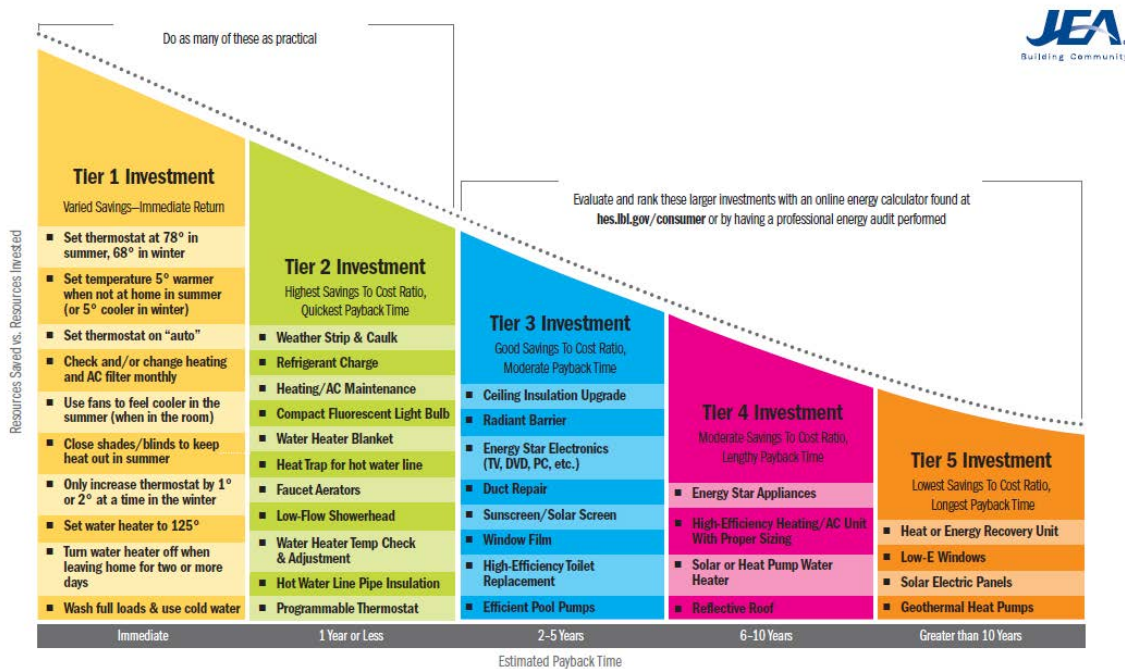 Do as many of these as practical
JEA
Building Community
Evaluate and rank these larger investments with an online energy calculator found at
hes.lbl.gov/consumer or by having a professional energy audit performed
Resources Saved vs. Resources Invested
Tier 1 Investment
Varied Savings—Immediate Return
■ Set thermostat at 78° in
summer, 68° in winter
■ Set temperature 5° warmer
when not at home in summer
(or 5° cooler in winter)
■ Set thermostat on “auto”
■ Check and/or change heating
and AC filter monthly
■ Use fans to feel cooler in the
summer (when in the room)
■ Close shades/blinds to keep
heat out in summer
■ Only increase thermostat by 1°
or 2° at a time in the winter
■ Set water heater to 125°
■ Turn water heater off when
leaving home for two or more
days
■ Wash full loads & use cold water
Immediate
Tier 2 Investment
Highest Savings To Cost Ratio,
Quickest Payback Time
■ Weather Strip & Caulk
■ Refrigerant Charge
■ Heating/AC Maintenance
■ Compact Fluorescent Light Bulb
■ Water Heater Blanket
■ Heat Trap for hot water line
■ Faucet Aerators
■ Low-Flow Showerhead
■ Water Heater Temp Check
& Adjustment
■ Hot Water Line Pipe Insulation
■ Programmable Thermostat
1 Year or Less
Tier 3 Investment
Good Savings To Cost Ratio,
Moderate Payback Time
■ Ceiling Insulation Upgrade
■ Radiant Barrier
■ Energy Star Electronics
(TV, DVD, PC, etc.)
■ Duct Repair
■ Sunscreen/Solar Screen
■ Window Film
■ High-Efficiency Toilet
Replacement
■ Efficient Pool Pumps
2–5 Years
Tier 4 Investment
Moderate Savings To Cost Ratio,
Lengthy Payback Time
■ Energy Star Appliances
■ High-Efficiency Heating/AC Unit
With Proper Sizing
■ Solar or Heat Pump Water
Heater
■ Reflective Roof
6–10 Years
Tier 5 Investment
Lowest Savings To Cost Ratio,
Longest Payback Time
■ Heat or Energy Recovery Unit
■ Low-E Windows
■ Solar Electric Panels
■ Geothermal Heat Pumps
Greater than 10 Years
Estimated Payback Time